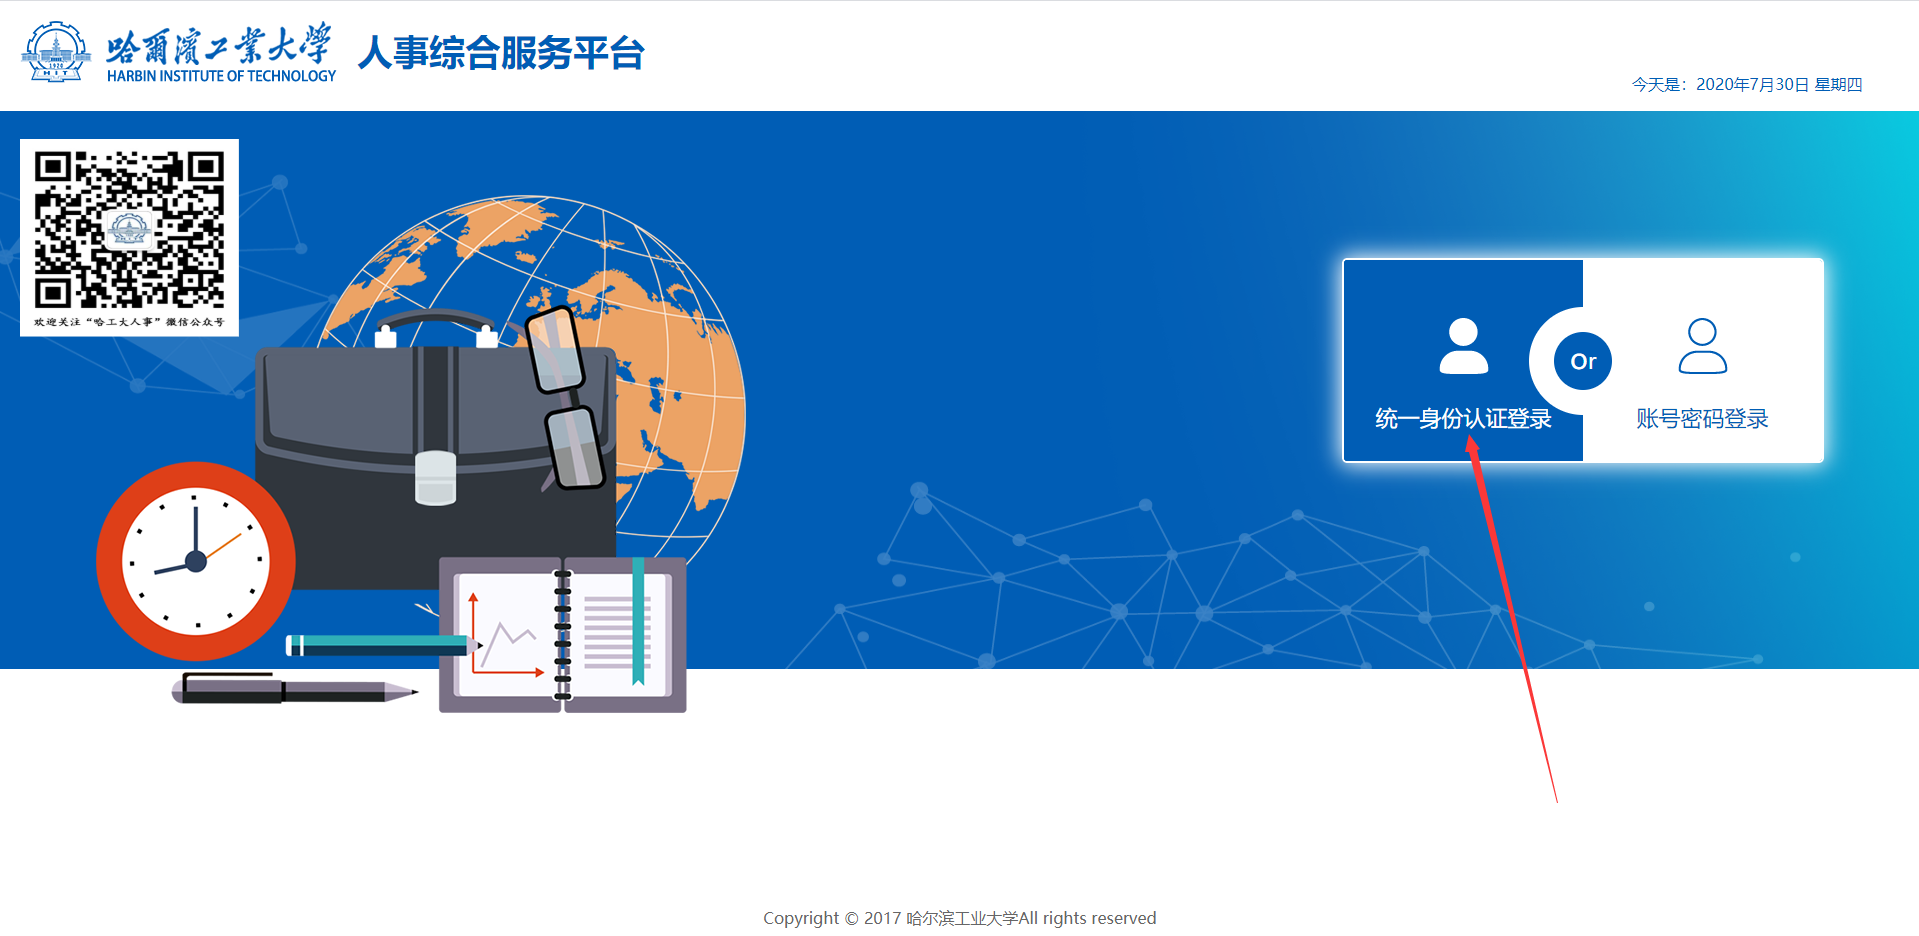 哈爾濱工業大學
HARBIN INSTITUTE OF TECHNOLOGY
人事综合服务平台
今天是：2020年7月30日 星期四
欢迎关注“哈工大人事”微信公众号
统一身份认证登录
Or
账号密码登录
Copyright © 2017 哈尔滨工业大学All rights reserved
1920
HIT